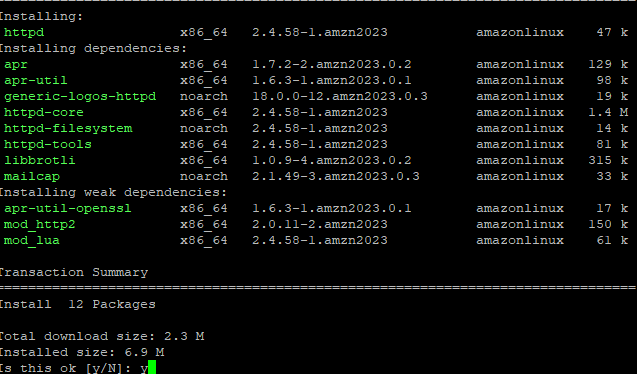 Installing:
httpd x86_64 2.4.58-1.amzn2023 amazonlinux 47 k
Installing dependencies:
apr x86_64 1.7.2-2.amzn2023.0.2 amazonlinux 129 k
apr-util x86_64 1.6.3-1.amzn2023.0.1 amazonlinux 98 k
generic-logos-httpd noarch 18.0.0-12.amzn2023.0.3 amazonlinux 19 k
httpd-core x86_64 2.4.58-1.amzn2023 amazonlinux 1.4 M
httpd-filesystem noarch 2.4.58-1.amzn2023 amazonlinux 14 k
httpd-tools x86_64 2.4.58-1.amzn2023 amazonlinux 81 k
libbrotli x86_64 1.0.9-4.amzn2023.0.2 amazonlinux 315 k
mailcap noarch 2.1.49-3.amzn2023.0.3 amazonlinux 33 k
Installing weak dependencies:
apr-util-openssl x86_64 1.6.3-1.amzn2023.0.1 amazonlinux 17 k
mod_http2 x86_64 2.0.11-2.amzn2023 amazonlinux 150 k
mod_lua x86_64 2.4.58-1.amzn2023 amazonlinux 61 k
Transaction Summary
================================================================================
Install 12 Packages
Total download size: 2.3 M
Installed size: 6.9 M
Is this ok [y/N]: y